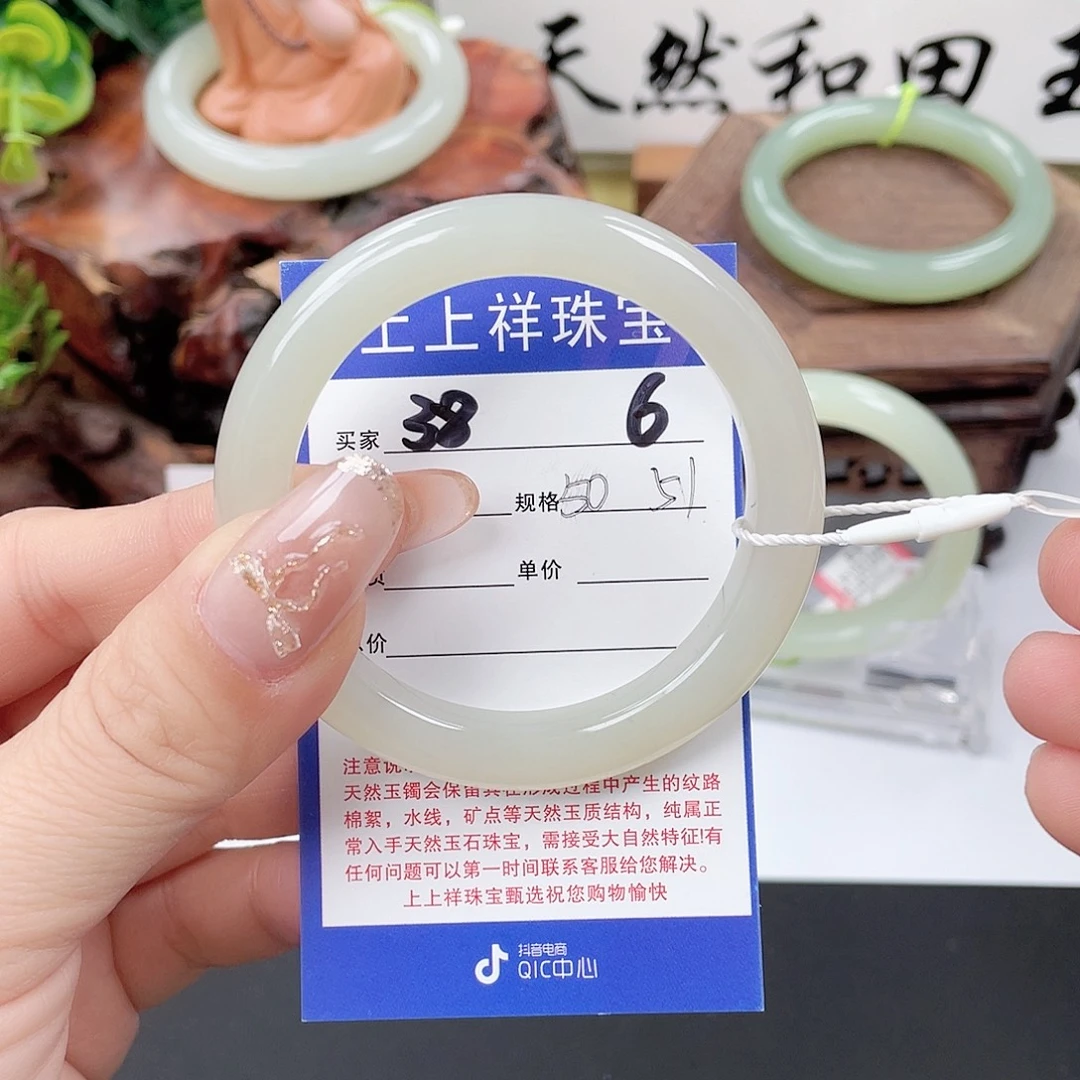 天然和田玉
上上祥珠宝
买家 38 6
规格 50 51
单价
价
注意说
天然玉镯会保留其在形成过程中产生的纹路
棉絮，水线，矿点等天然玉质结构，纯属正
常入手天然玉石珠宝，需接受大自然特征!有
任何问题可以第一时间联系客服给您解决。
上上祥珠宝甄选祝您购物愉快
抖音电商
QIC中心